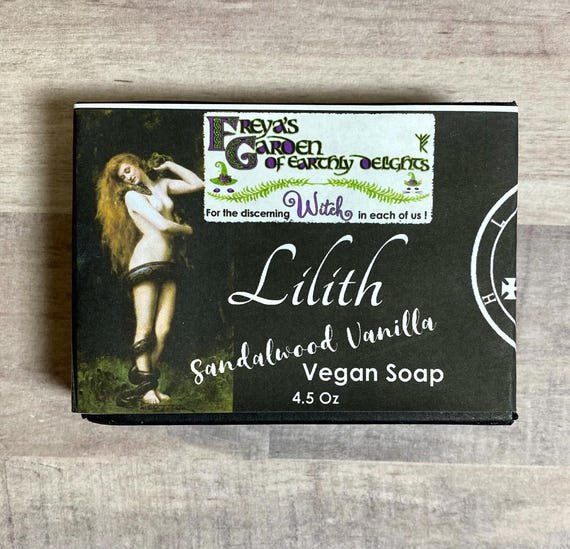 Freya's
Garden
of Earthly Delights
For the discerning Witch in each of us !
Lilith
Sandalwood Vanilla
Vegan Soap
4.5 Oz
L
H